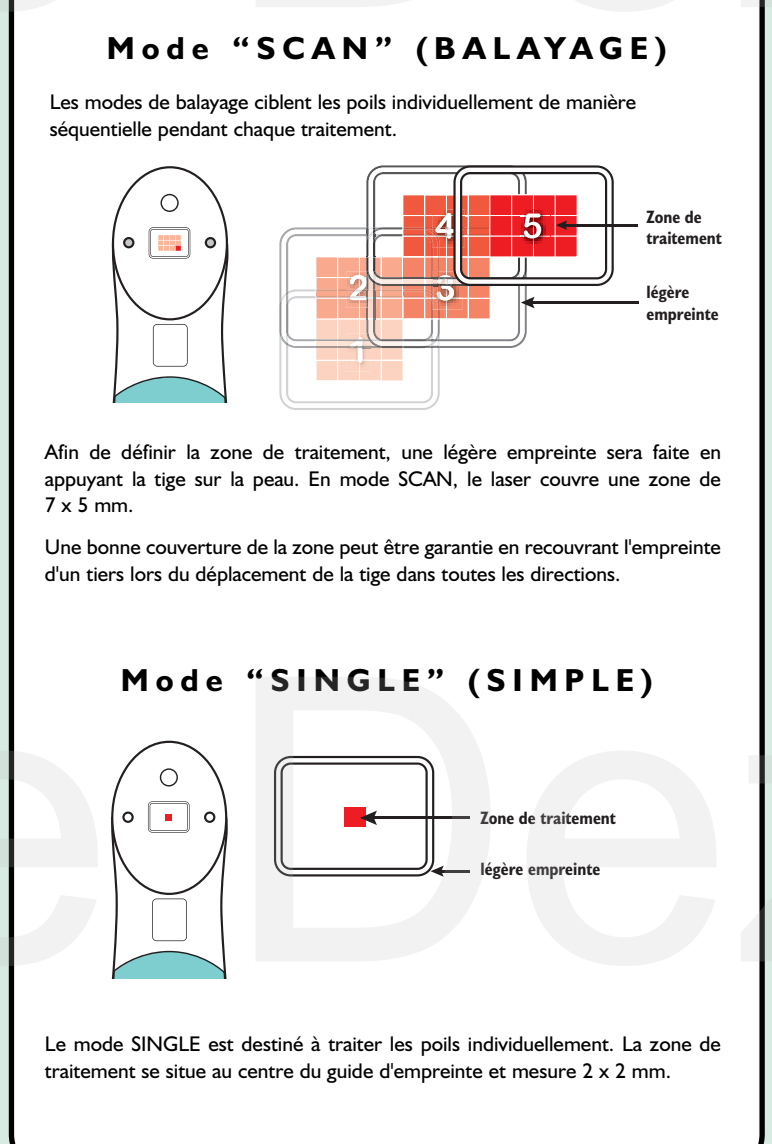 Mode “SCAN” (BALAYAGE)
Les modes de balayage ciblent les poils individuellement de manière
séquentielle pendant chaque traitement.
4
5
Zone de
traitement
2
3
légère
empreinte
1
Afin de définir la zone de traitement, une légère empreinte sera faite en
appuyant la tige sur la peau. En mode SCAN, le laser couvre une zone de
7 x 5 mm.
Une bonne couverture de la zone peut être garantie en recouvrant l'empreinte
d'un tiers lors du déplacement de la tige dans toutes les directions.
Mode “SINGLE” (SIMPLE)
Zone de traitement
légère empreinte
Le mode SINGLE est destiné à traiter les poils individuellement. La zone de
traitement se situe au centre du guide d'empreinte et mesure 2 x 2 mm.